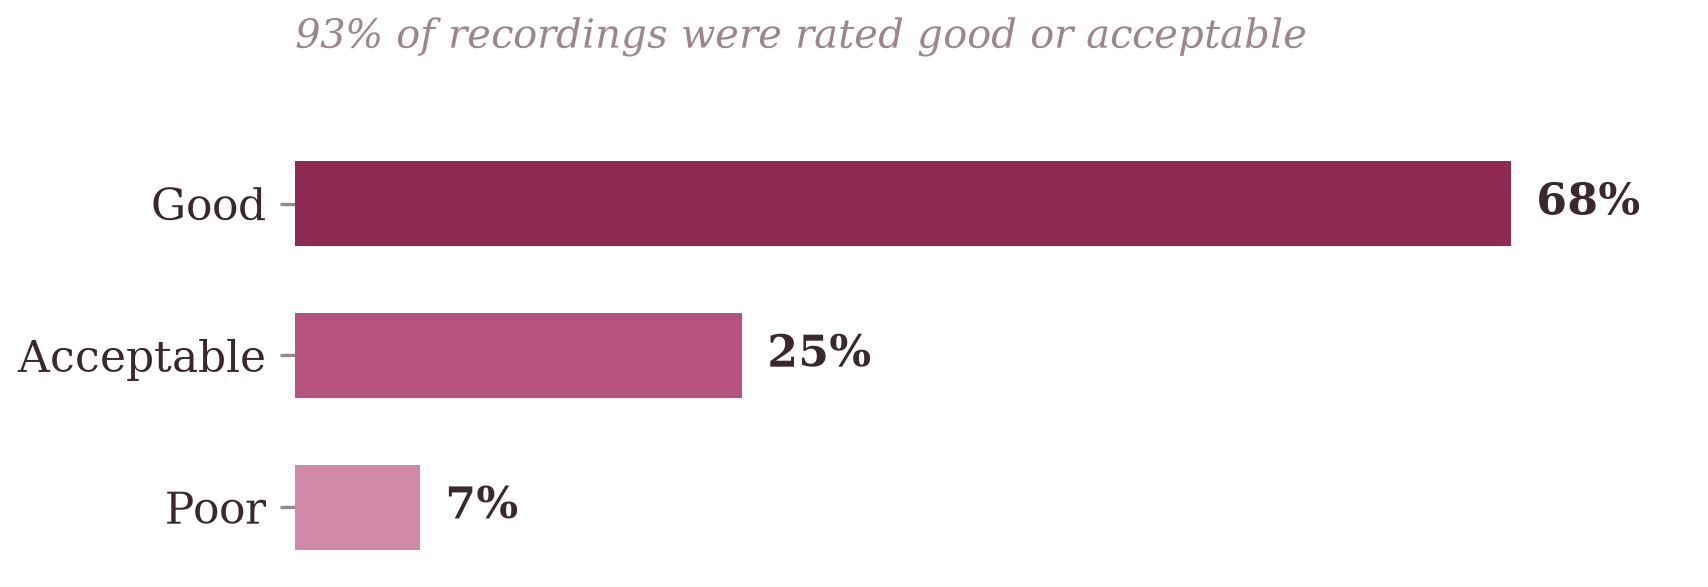 93% of recordings were rated good or acceptable
Good 68%
Acceptable 25%
Poor 7%